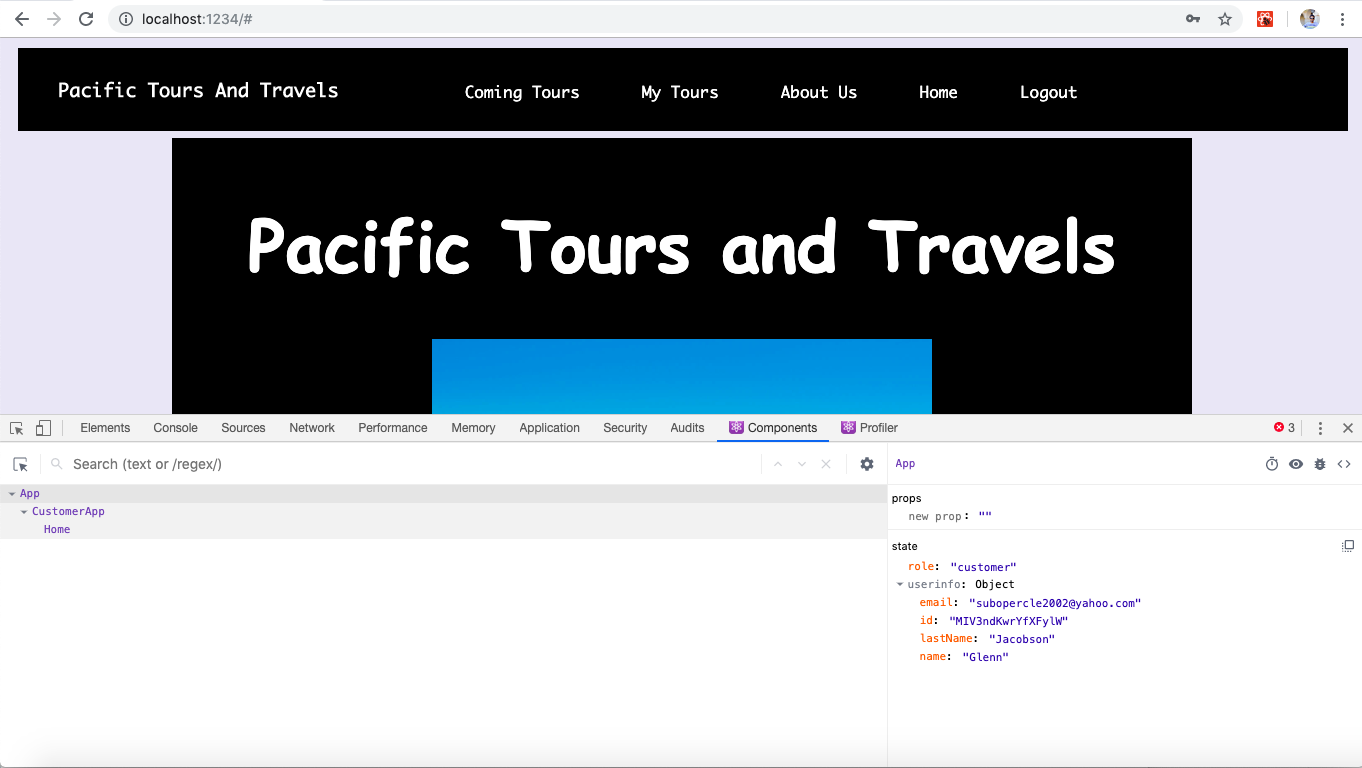 localhost:1234/#
Pacific Tours And Travels Coming Tours My Tours About Us Home Logout
Pacific Tours and Travels
Elements Console Sources Network Performance Memory Application Security Audits Components Profiler 3
Search (text or /regex/)
App
CustomerApp
Home
App
props
new prop: ""
state
role: "customer"
userinfo: Object
email: "subopercle2002@yahoo.com"
id: "MIV3ndKwrYfXFylW"
lastName: "Jacobson"
name: "Glenn"